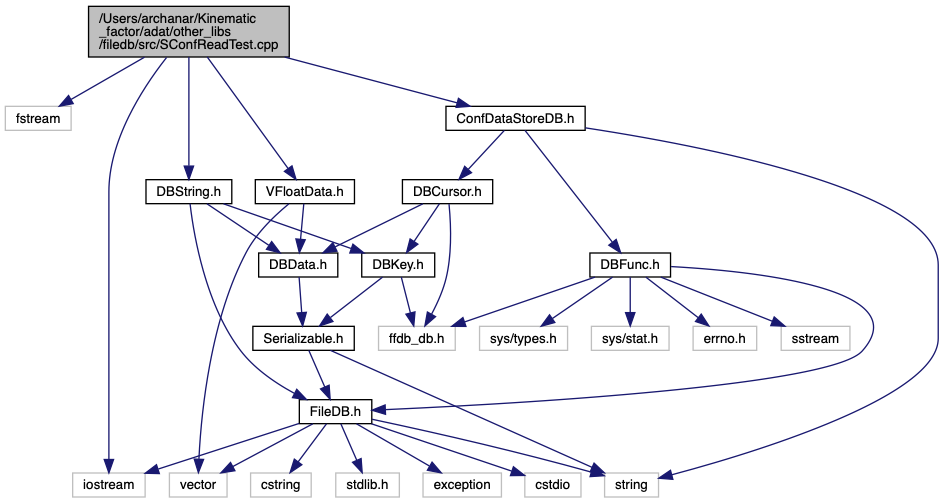 /Users/archanar/Kinematic
_factor/adat/other_libs
/filedb/src/SConfReadTest.cpp
fstream
ConfDataStoreDB.h
DBString.h
VFloatData.h
DBCursor.h
DBData.h
DBKey.h
DBFunc.h
Serializable.h
ffdb_db.h
sys/types.h
sys/stat.h
errno.h
sstream
FileDB.h
iostream
vector
cstring
stdlib.h
exception
cstdio
string